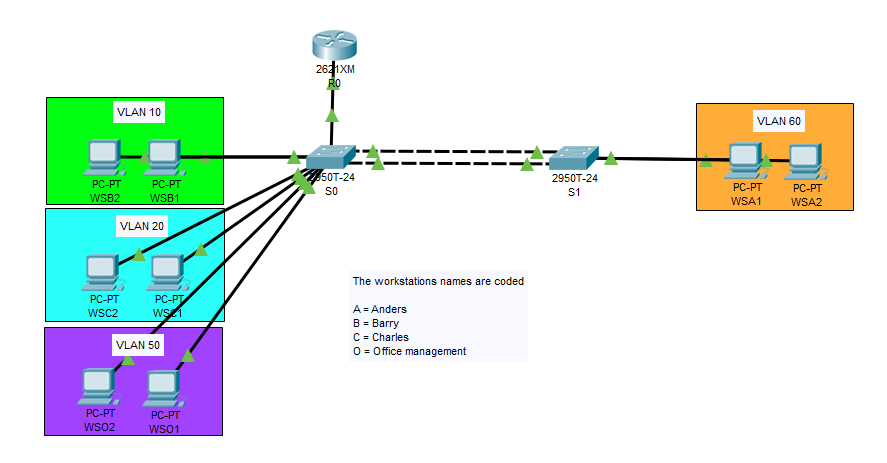 2621XM
R0
VLAN 10
PC-PT
WSB2
PC-PT
WSB1
2950T-24
S0
2950T-24
S1
VLAN 60
PC-PT
WSA1
PC-PT
WSA2
VLAN 20
PC-PT
WSC2
PC-PT
WSC1
The workstations names are coded
A = Anders
B = Barry
C = Charles
O = Office management
VLAN 50
PC-PT
WSO2
PC-PT
WSO1